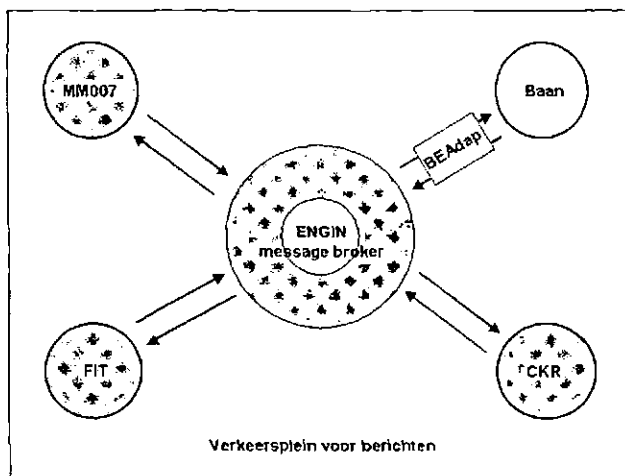 MM007
Baan
BEAdap
ENGIN
message broker
FIT
CKR
Verkeersplein voor berichten